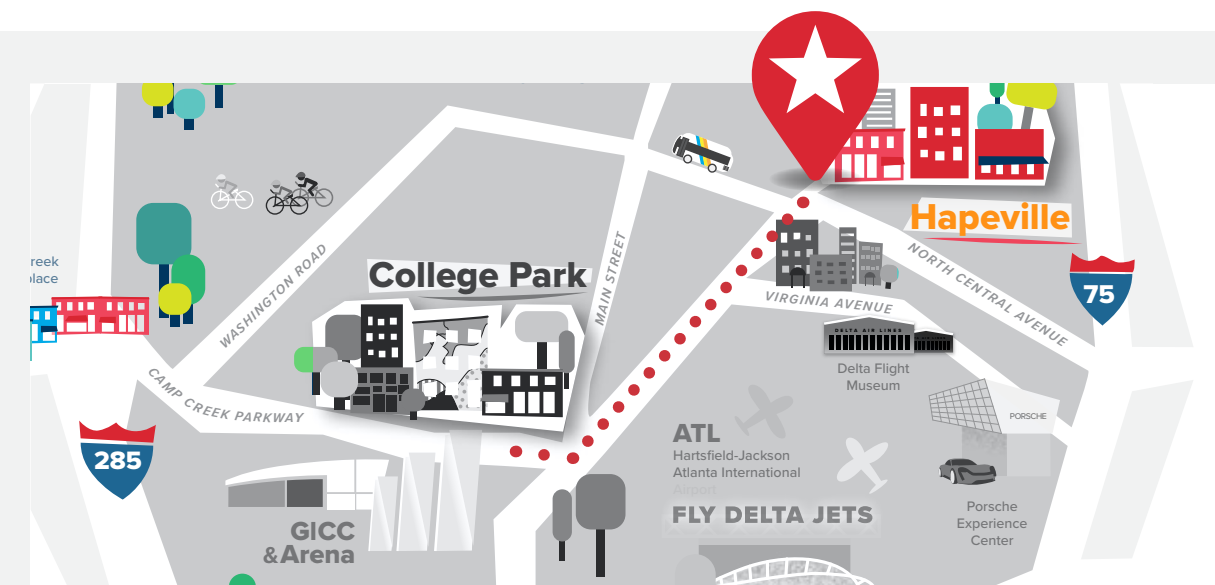 Hapeville
reek
place
WASHINGTON ROAD
College Park
MAIN STREET
NORTH CENTRAL AVENUE
75
VIRGINIA AVENUE
DELTA AIR LINES
Delta Flight
Museum
CAMP CREEK PARKWAY
PORSCHE
285
ATL
Hartsfield-Jackson
Atlanta International
Airport
FLY DELTA JETS
GICC
&Arena
Porsche
Experience
Center